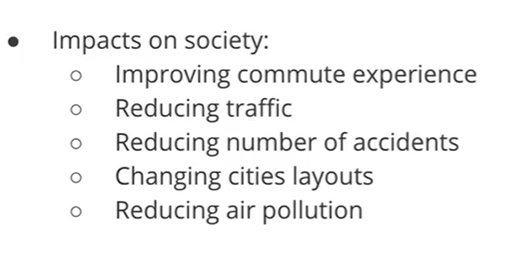 ● Impacts on society:
○ Improving commute experience
○ Reducing traffic
○ Reducing number of accidents
○ Changing cities layouts
○ Reducing air pollution